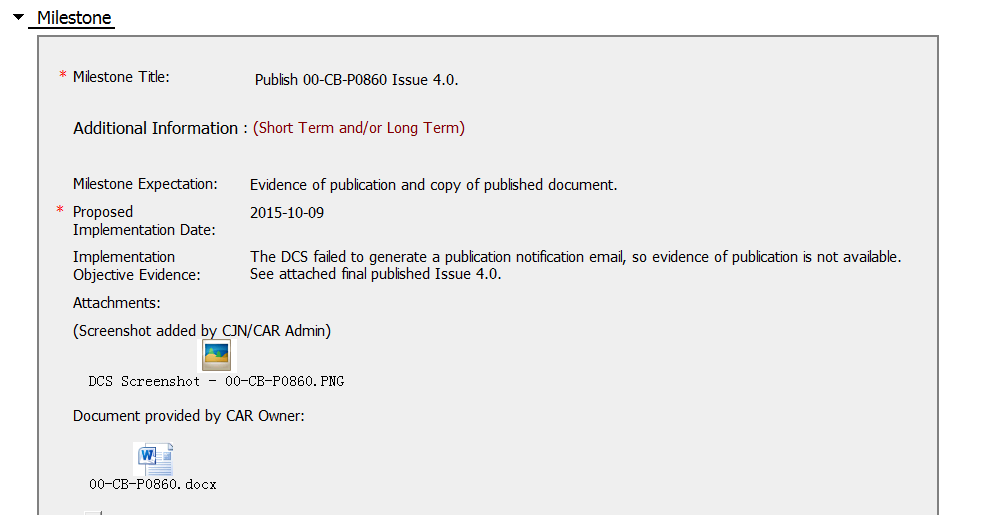 Milestone
* Milestone Title: Publish 00-CB-P0860 Issue 4.0.
Additional Information : (Short Term and/or Long Term)
Milestone Expectation: Evidence of publication and copy of published document.
* Proposed 2015-10-09
Implementation Date:
Implementation The DCS failed to generate a publication notification email, so evidence of publication is not available.
Objective Evidence: See attached final published Issue 4.0.
Attachments:
(Screenshot added by CJN/CAR Admin)
DCS Screenshot - 00-CB-P0860.PNG
Document provided by CAR Owner:
W
00-CB-P0860.docx